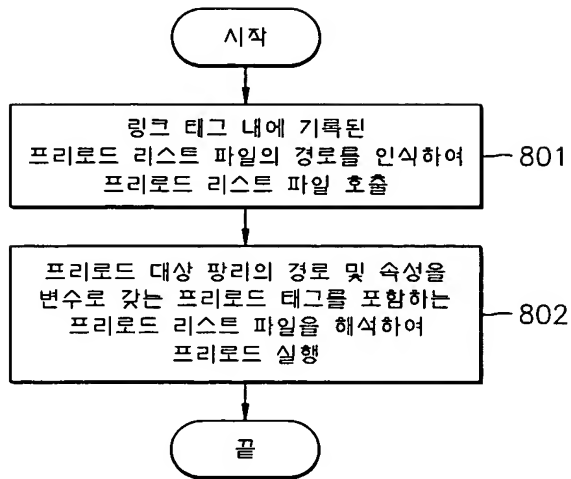 시작
링크 태그 내에 기록된
프리로드 리스트 파일의 경로를 인식하여
프리로드 리스트 파일 호출
801
프리로드 대상 팡리의 경로 및 속성을
변수로 갖는 프리로드 태그를 포함하는
프리로드 리스트 파일을 해석하여
프리로드 실행
802
끝